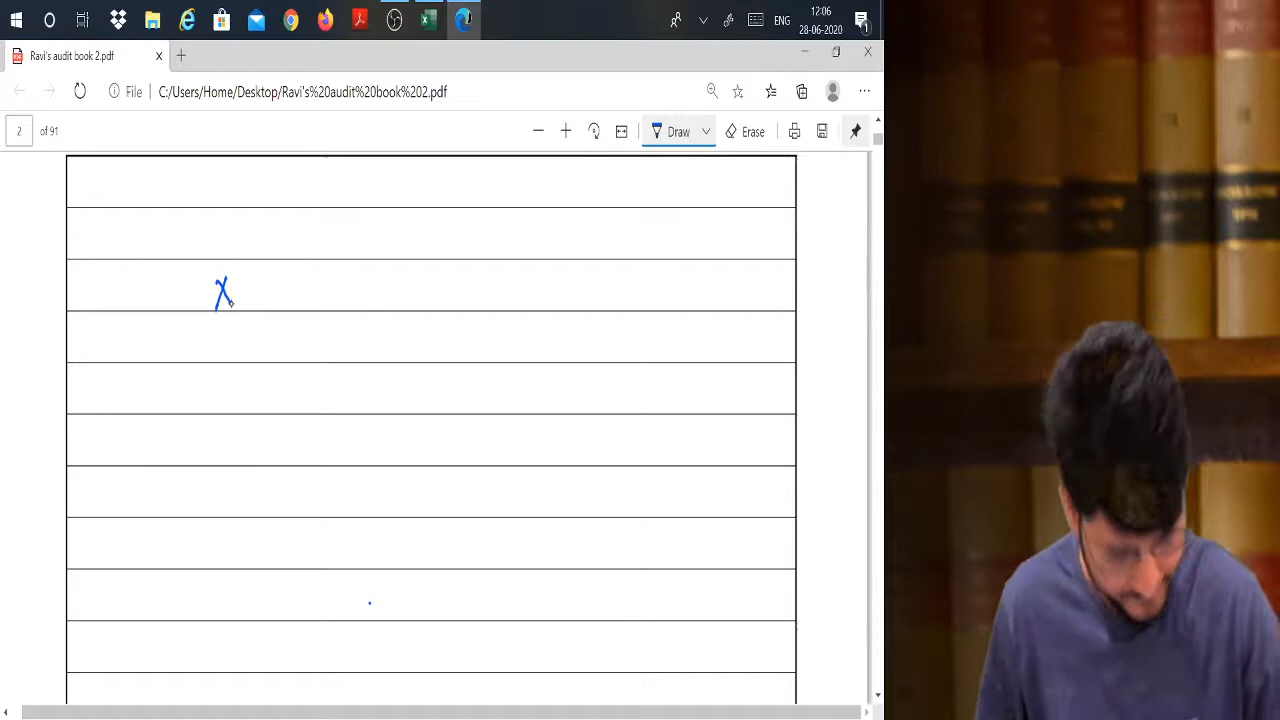 ENG
12:06
28-06-2020
1
Ravi's audit book 2.pdf
File
C:/Users/Home/Desktop/Ravi's%20audit%20book%202.pdf
2 of 91
Draw
Erase
X